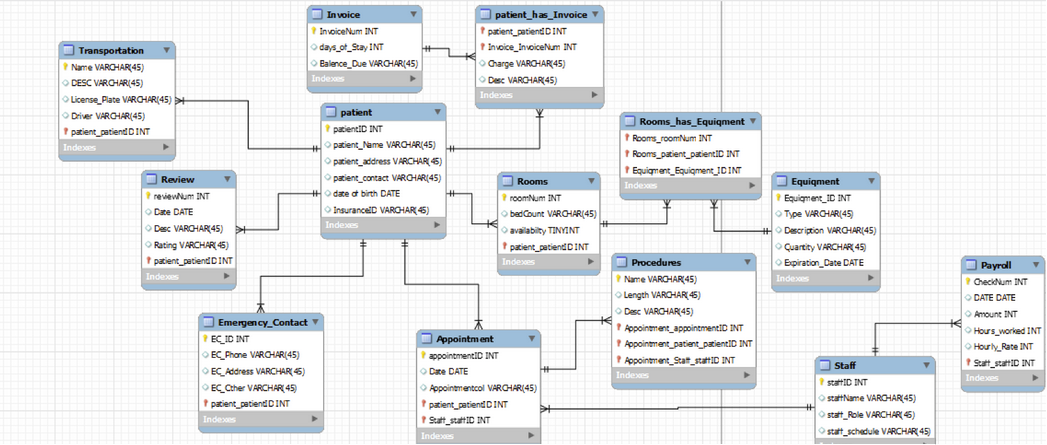 Invoice
InvoiceNum INT
days_of_Stay INT
Balence_Due VARCHAR(45)
Indexes
patient_has_Invoice
patient_patientID INT
Invoice_InvoiceNum INT
Charge VARCHAR(45)
Desc VARCHAR(45)
Indexes
Transportation
Name VARCHAR(45)
DESC VARCHAR(45)
License_Plate VARCHAR(45)
Driver VARCHAR(45)
patient_patientID INT
Indexes
patient
patientID INT
patient_Name VARCHAR(45)
patient_address VARCHAR(45)
patient_contact VARCHAR(45)
date of birth DATE
InsuranceID VARCHAR(45)
Indexes
Rooms_has_Equiqment
Rooms_roomNum INT
Rooms_patient_patientID INT
Equiqment_Equiqment_ID INT
Indexes
Review
reviewNum INT
Date DATE
Desc VARCHAR(45)
Rating VARCHAR(45)
patient_patientID INT
Indexes
Rooms
roomNum INT
bedCount VARCHAR(45)
availabilty TINYINT
patient_patientID INT
Indexes
Equiqment
Equiqment_ID INT
Type VARCHAR(45)
Description VARCHAR(45)
Quantity VARCHAR(45)
Expiration_Date DATE
Indexes
Procedures
Name VARCHAR(45)
Length VARCHAR(45)
Desc VARCHAR(45)
Appointment_appointmentID INT
Appointment_patient_patientID INT
Appointment_Staff_staffID INT
Indexes
Payroll
CheckNum INT
DATE DATE
Amount INT
Hours_worked INT
Hourly_Rate INT
Staff_staffID INT
Indexes
Emergency_Contact
EC_ID INT
EC_Phone VARCHAR(45)
EC_Address VARCHAR(45)
EC_Other VARCHAR(45)
patient_patientID INT
Indexes
Appointment
appointmentID INT
Date DATE
Appointmentcol VARCHAR(45)
patient_patientID INT
Staff_staffID INT
Indexes
Staff
staffID INT
staffName VARCHAR(45)
staff_Role VARCHAR(45)
staff_schedule VARCHAR(45)